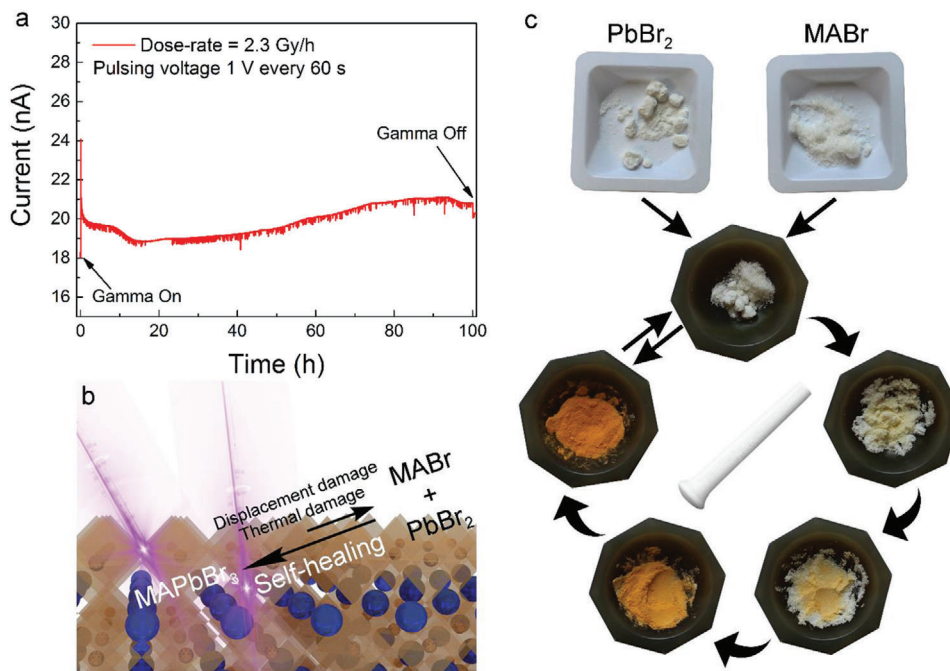 a
30
28
26
24
22
20
18
16
Current (nA)
Dose-rate = 2.3 Gy/h
Pulsing voltage 1 V every 60 s
Gamma Off
Gamma On
0
20
40
60
80
100
Time (h)
b
Displacement damage
Thermal damage
MABr
+
PbBr₂
Self-healing
MAPbBr₃
c
PbBr₂
MABr